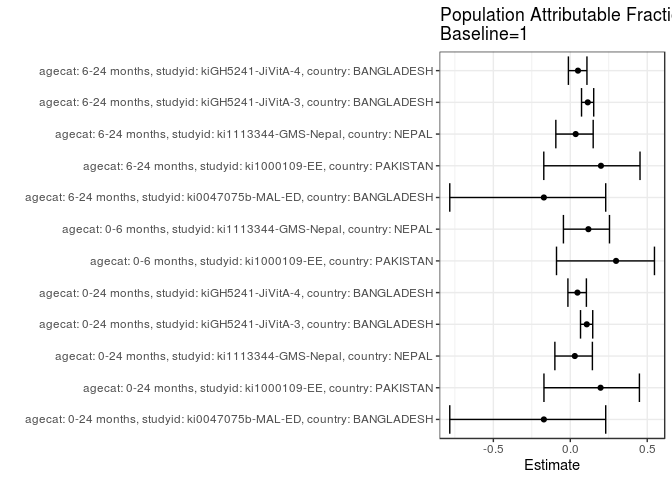 Population Attributable Fracti
Baseline=1
agecat: 6-24 months, studyid: kiGH5241-JiVitA-4, country: BANGLADESH
agecat: 6-24 months, studyid: kiGH5241-JiVitA-3, country: BANGLADESH
agecat: 6-24 months, studyid: ki1113344-GMS-Nepal, country: NEPAL
agecat: 6-24 months, studyid: ki1000109-EE, country: PAKISTAN
agecat: 6-24 months, studyid: ki0047075b-MAL-ED, country: BANGLADESH
agecat: 0-6 months, studyid: ki1113344-GMS-Nepal, country: NEPAL
agecat: 0-6 months, studyid: ki1000109-EE, country: PAKISTAN
agecat: 0-24 months, studyid: kiGH5241-JiVitA-4, country: BANGLADESH
agecat: 0-24 months, studyid: kiGH5241-JiVitA-3, country: BANGLADESH
agecat: 0-24 months, studyid: ki1113344-GMS-Nepal, country: NEPAL
agecat: 0-24 months, studyid: ki1000109-EE, country: PAKISTAN
agecat: 0-24 months, studyid: ki0047075b-MAL-ED, country: BANGLADESH
-0.5 0.0 0.5
Estimate